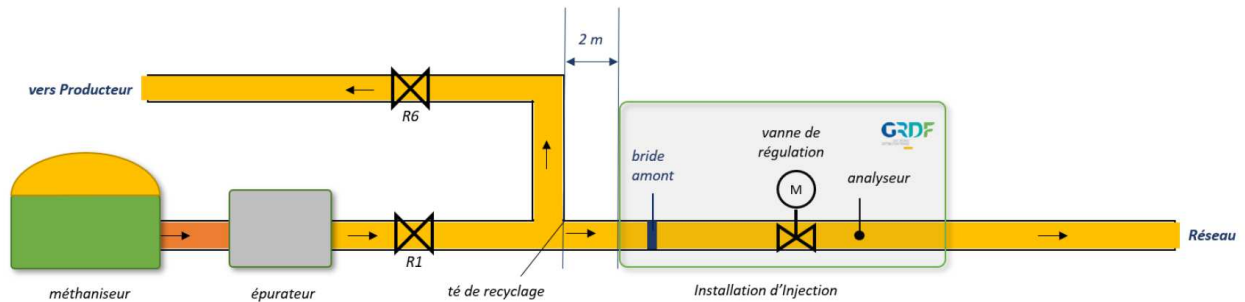 2 m
vers Producteur
R6
GRDF
vanne de
régulation
bride
amont
M
analyseur
R1
Réseau
méthaniseur
épurateur
té de recyclage
Installation d'Injection